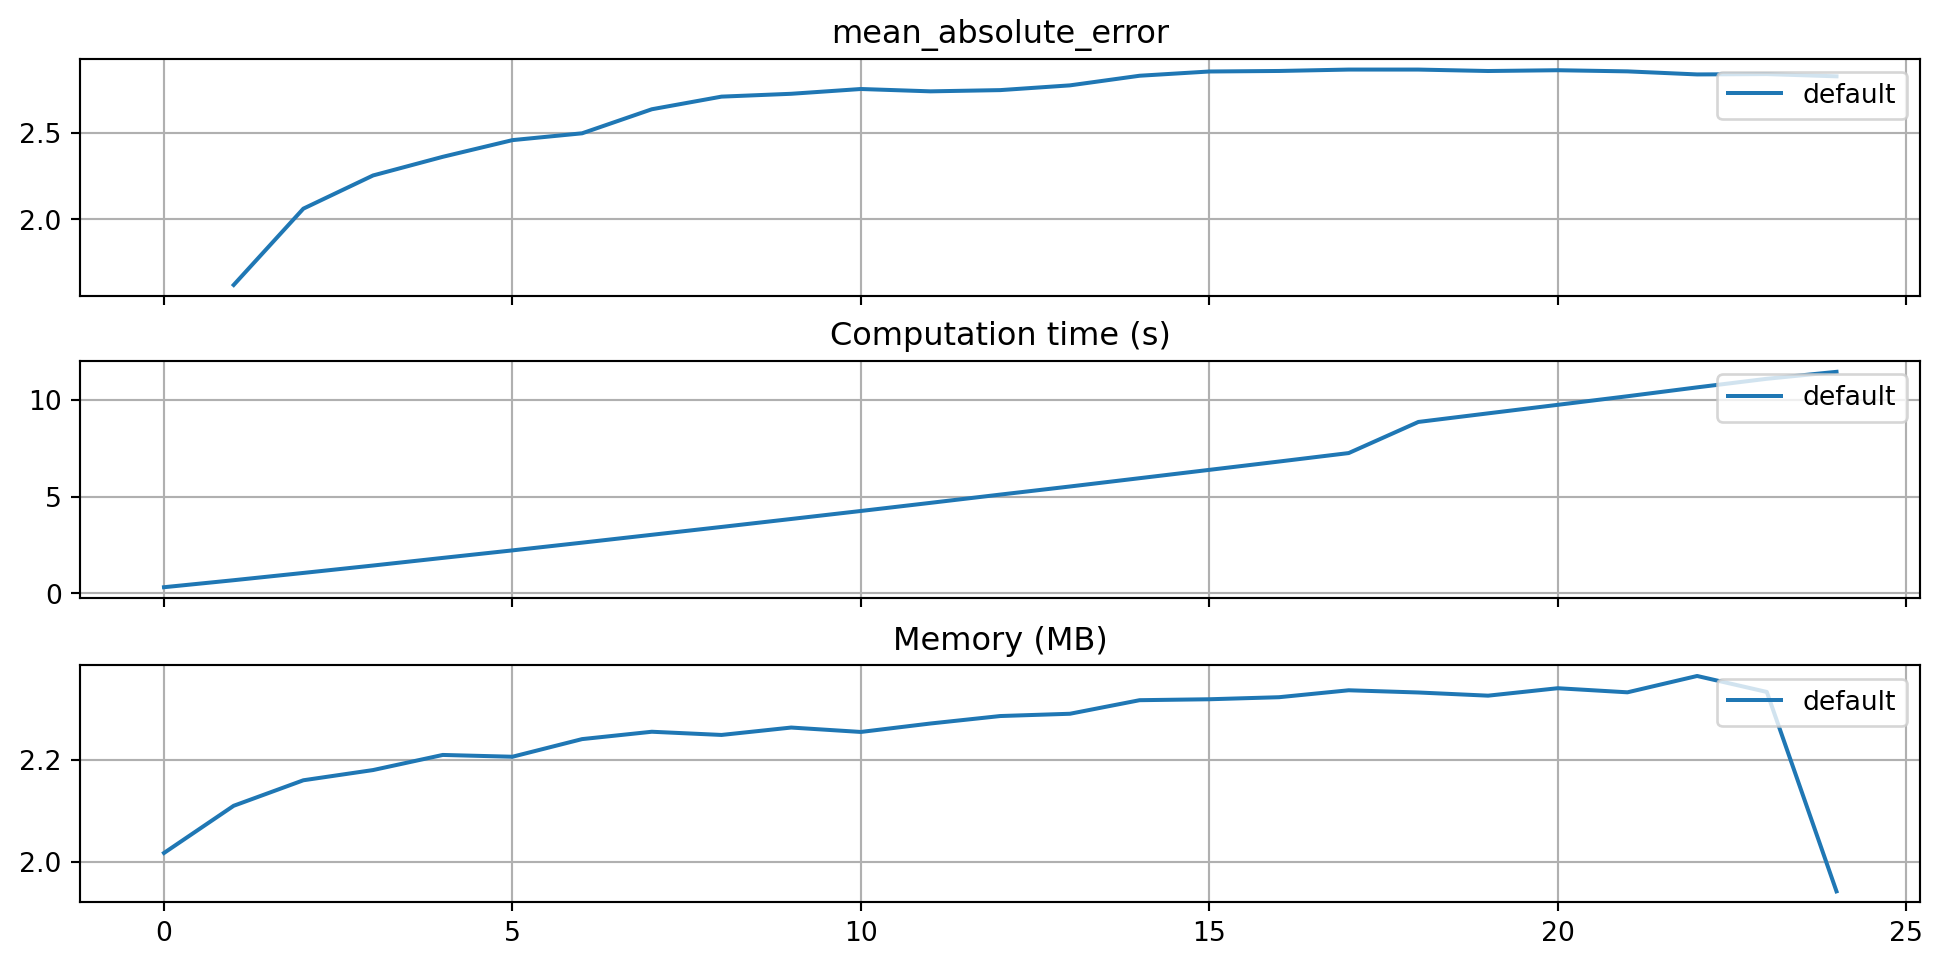 mean_absolute_error
2.5
2.0
default
Computation time (s)
10
5
0
default
Memory (MB)
2.2
2.0
default
0 5 10 15 20 25